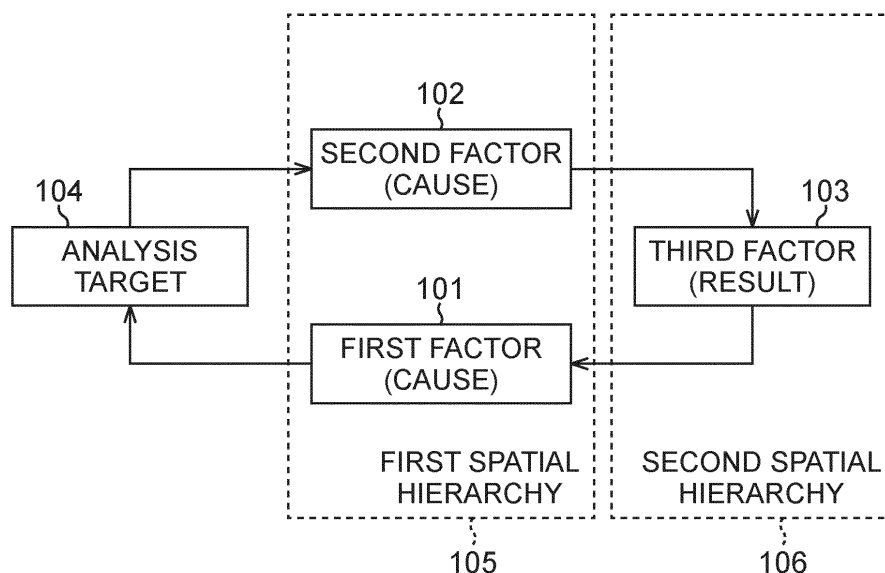 102
SECOND FACTOR
(CAUSE)
104
ANALYSIS
TARGET
103
THIRD FACTOR
(RESULT)
101
FIRST FACTOR
(CAUSE)
FIRST SPATIAL
HIERARCHY
SECOND SPATIAL
HIERARCHY
105
106